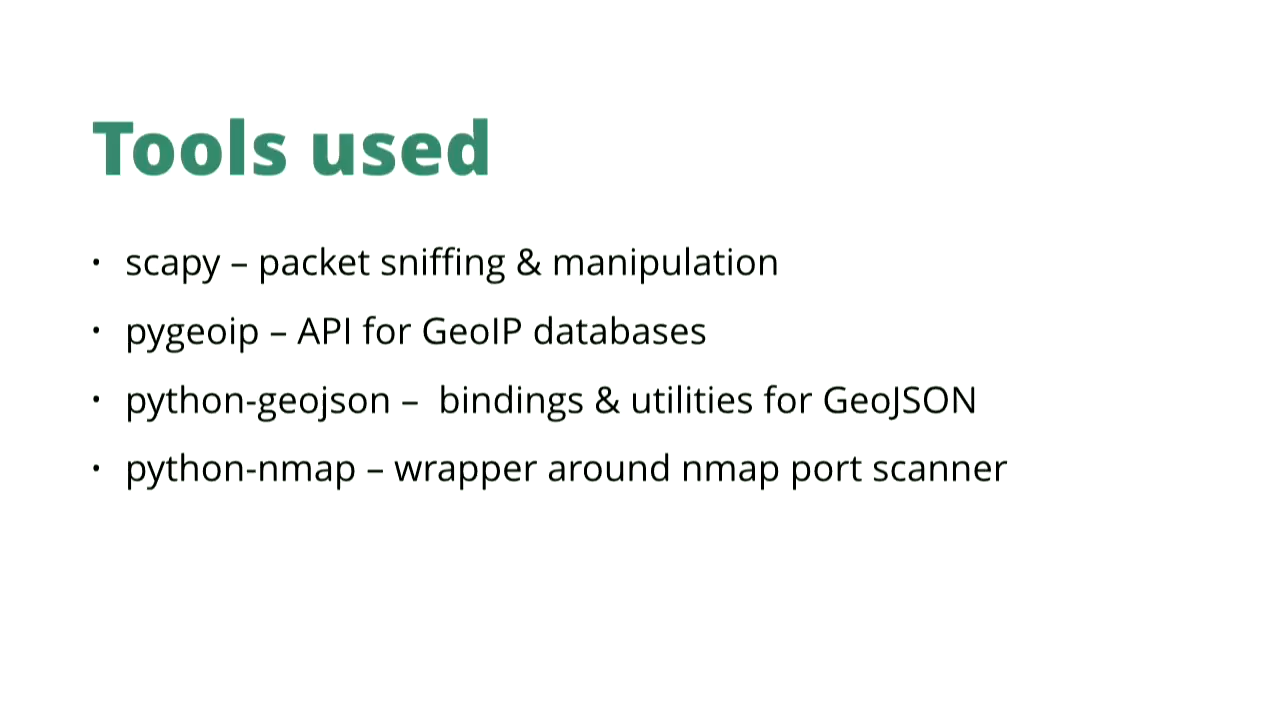 Tools used
· scapy – packet sniffing & manipulation
· pygeoip – API for GeoIP databases
· python-geojson –  bindings & utilities for GeoJSON
· python-nmap – wrapper around nmap port scanner